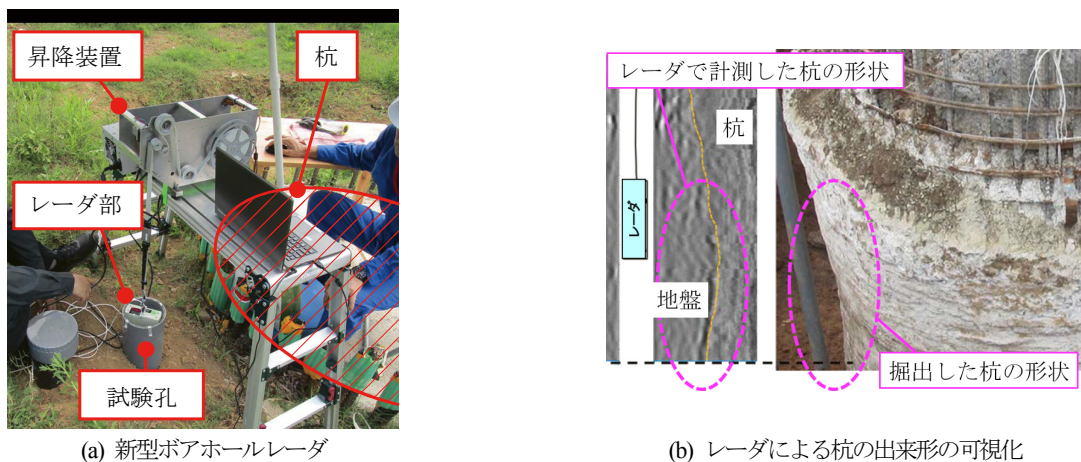 昇降装置
杭
レーダ部
試験孔
(a) 新型ボアホールレーダ
レーダで計測した杭の形状
杭
レーダ
地盤
掘出した杭の形状
(b) レーダによる杭の出来形の可視化